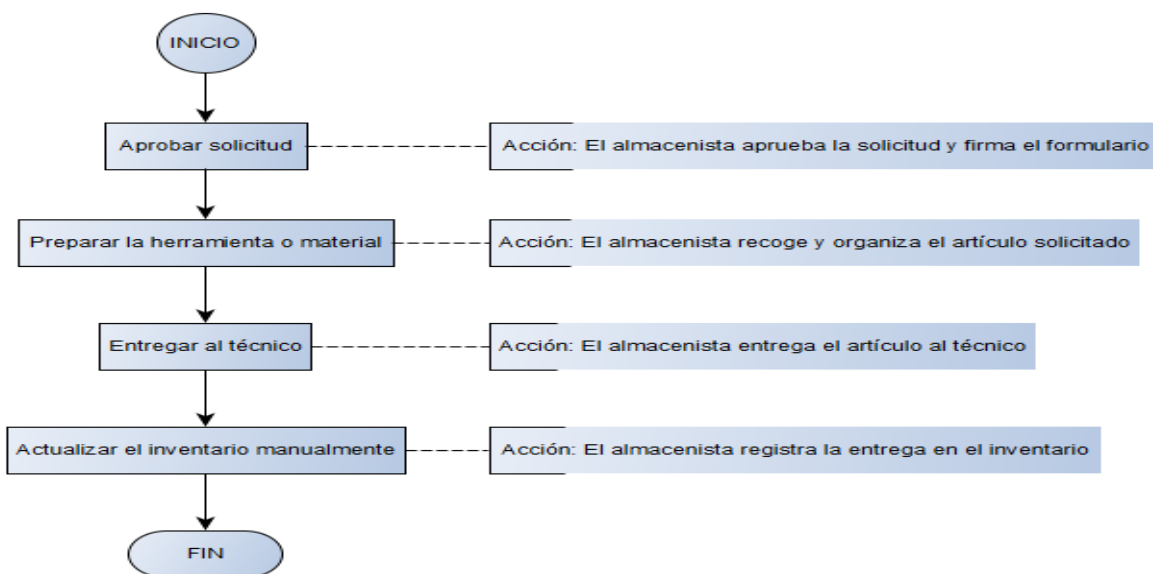 INICIO
Aprobar solicitud
Acción: El almacenista aprueba la solicitud y firma el formulario
Preparar la herramienta o material
Acción: El almacenista recoge y organiza el artículo solicitado
Entregar al técnico
Acción: El almacenista entrega el artículo al técnico
Actualizar el inventario manualmente
Acción: El almacenista registra la entrega en el inventario
FIN